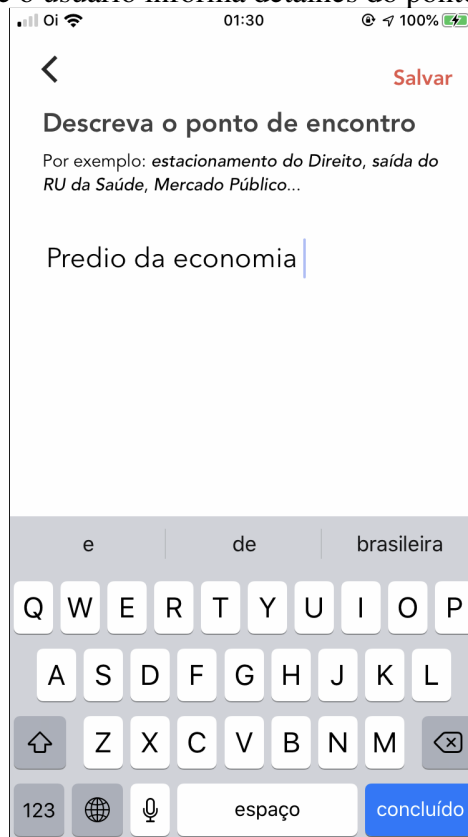 e o usuário informa detalhes do ponto
Oi 01:30 100%
Salvar
Descreva o ponto de encontro
Por exemplo: estacionamento do Direito, saída do
RU da Saúde, Mercado Público...
Predio da economia
e de brasileira
Q W E R T Y U I O P
A S D F G H J K L
Z X C V B N M
123 espaço concluído